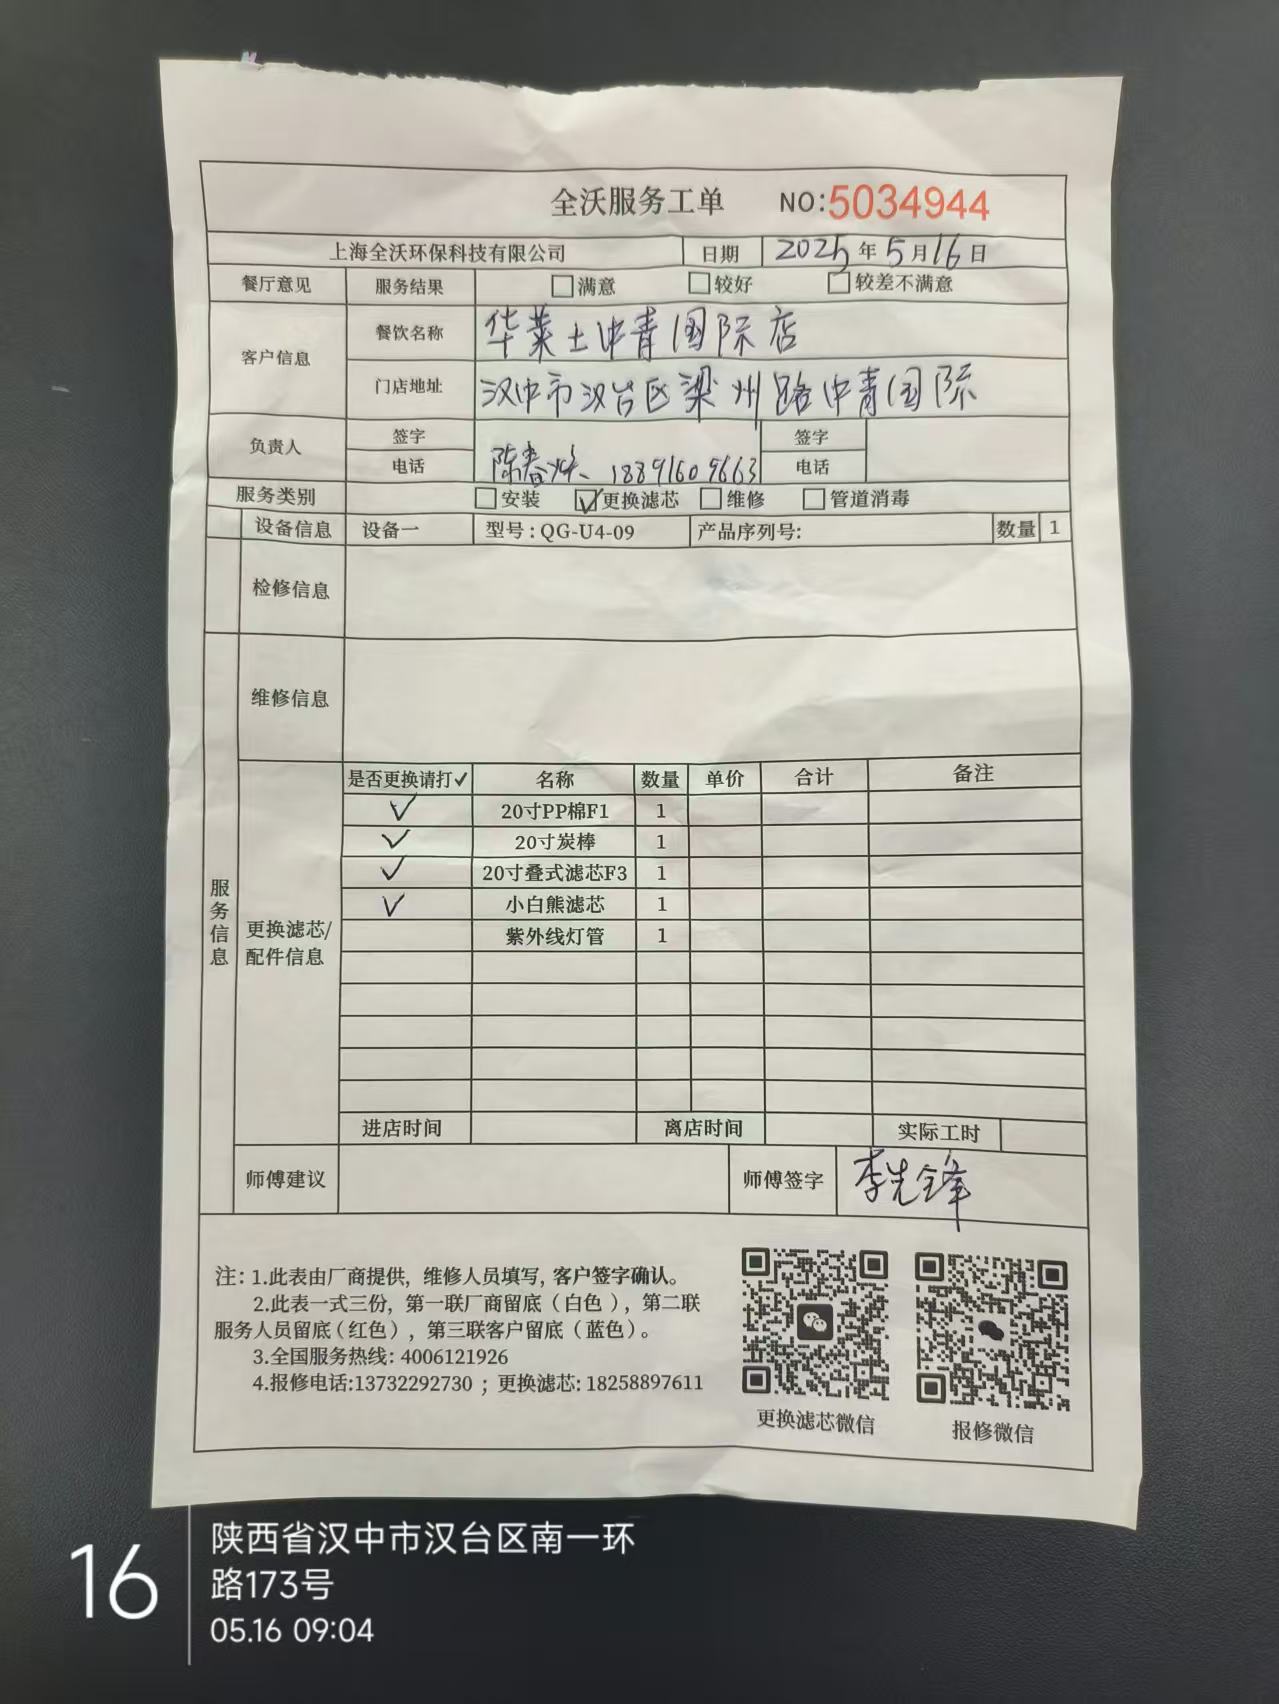 全沃服务工单 NO:5034944
上海全沃环保科技有限公司 日期 2025年5月16日
餐厅意见 服务结果 □满意 □较好 □较差不满意
客户信息 餐饮名称 华莱士中青国际店
门店地址 汉中市汉台区梁州路中青国际
负责人 签字 签字
电话 陈春 18891609663 电话
服务类别 □安装 ☑更换滤芯 □维修 □管道消毒
设备信息 设备一 型号:QG-U4-09 产品序列号: 数量 1
检修信息
维修信息
服务信息
更换滤芯/配件信息
是否更换请打✓ 名称 数量 单价 合计 备注
✓ 20寸PP棉F1 1
✓ 20寸炭棒 1
✓ 20寸叠式滤芯F3 1
✓ 小白熊滤芯 1
紫外线灯管 1
进店时间 离店时间 实际工时
师傅建议 师傅签字 李先锋
注:1.此表由厂商提供,维修人员填写,客户签字确认。
2.此表一式三份,第一联厂商留底(白色),第二联
服务人员留底(红色),第三联客户留底(蓝色)。
3.全国服务热线:4006121926
4.报修电话:13732292730;更换滤芯:18258897611
更换滤芯微信 报修微信
16
陕西省汉中市汉台区南一环
路173号
05.16 09:04